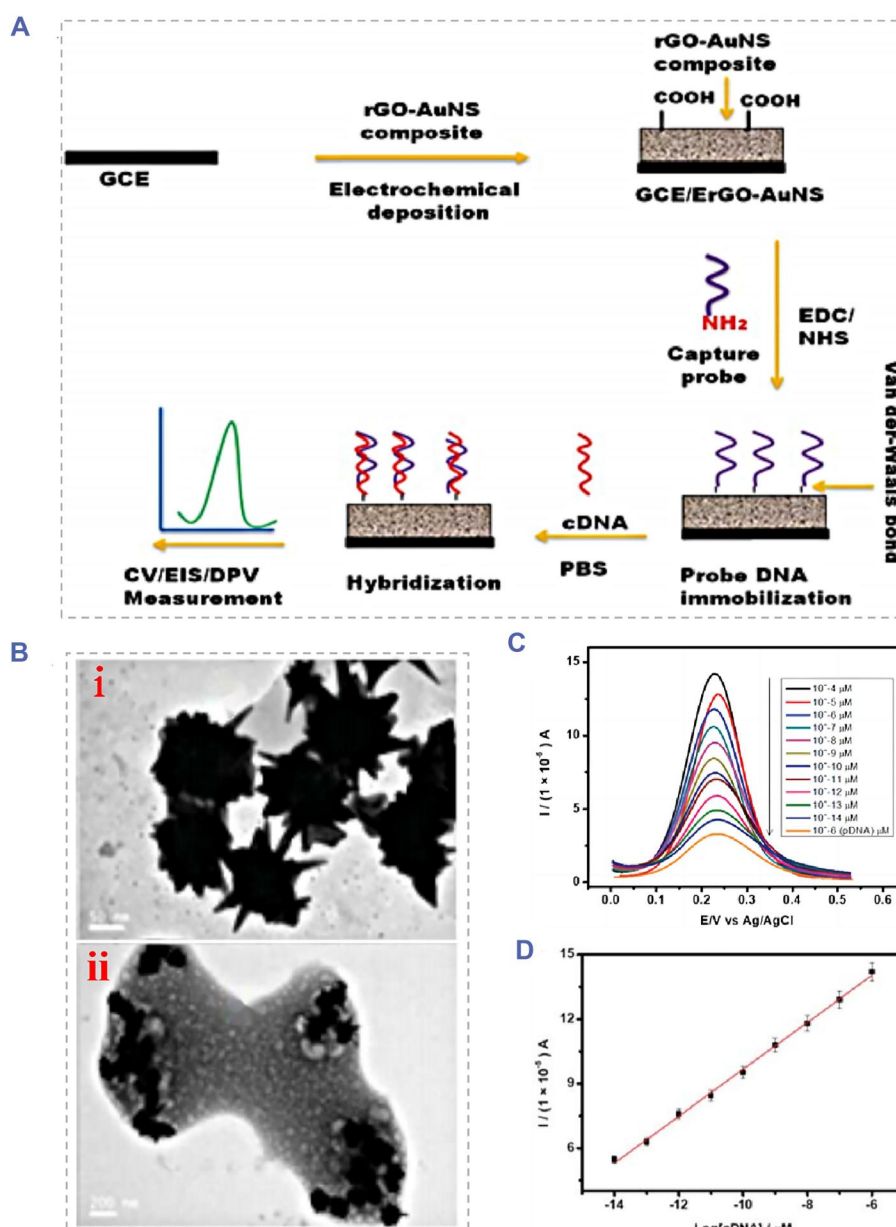 A
rGO-AuNS
composite
COOH
COOH
rGO-AuNS
composite
GCE
Electrochemical
deposition
GCE/ErGO-AuNS
NH2
Capture
probe
EDC/
NHS
Van der-Waals bond
cDNA
PBS
CV/EIS/DPV
Measurement
Hybridization
Probe DNA
immobilization
B
i
ii
200 nm
C
15
10
5
0
I / (1 × 10⁻⁶) A
0.0 0.1 0.2 0.3 0.4 0.5 0.6
E/V vs Ag/AgCl
10^-4 µM
10^-5 µM
10^-6 µM
10^-7 µM
10^-8 µM
10^-9 µM
10^-10 µM
10^-11 µM
10^-12 µM
10^-13 µM
10^-14 µM
10^-6 (pDNA) µM
D
15
12
9
6
-14 -12 -10 -8 -6